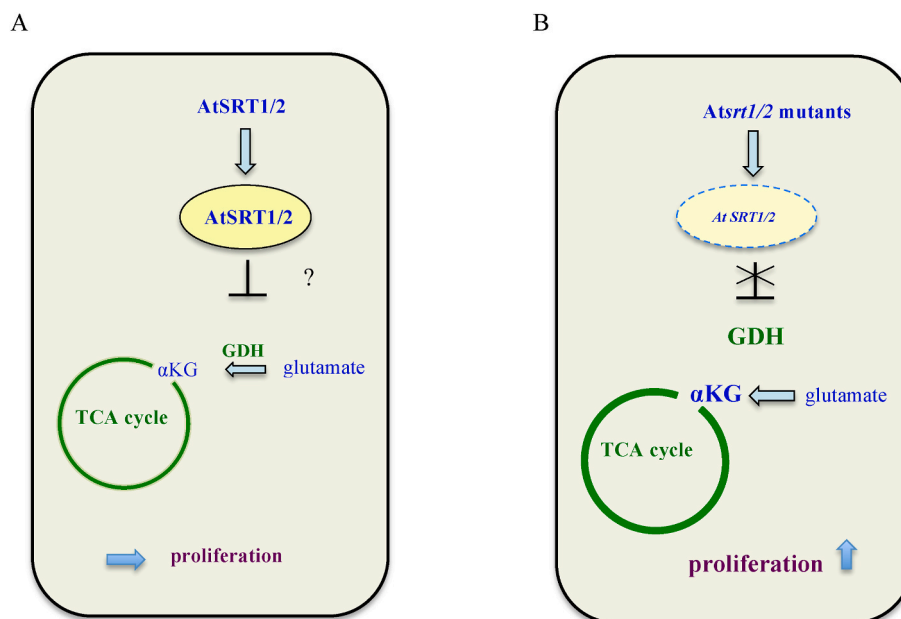 A
AtSRT1/2
AtSRT1/2
?
GDH
αKG
glutamate
TCA cycle
proliferation
B
Atsrt1/2 mutants
At SRT1/2
GDH
αKG
glutamate
TCA cycle
proliferation